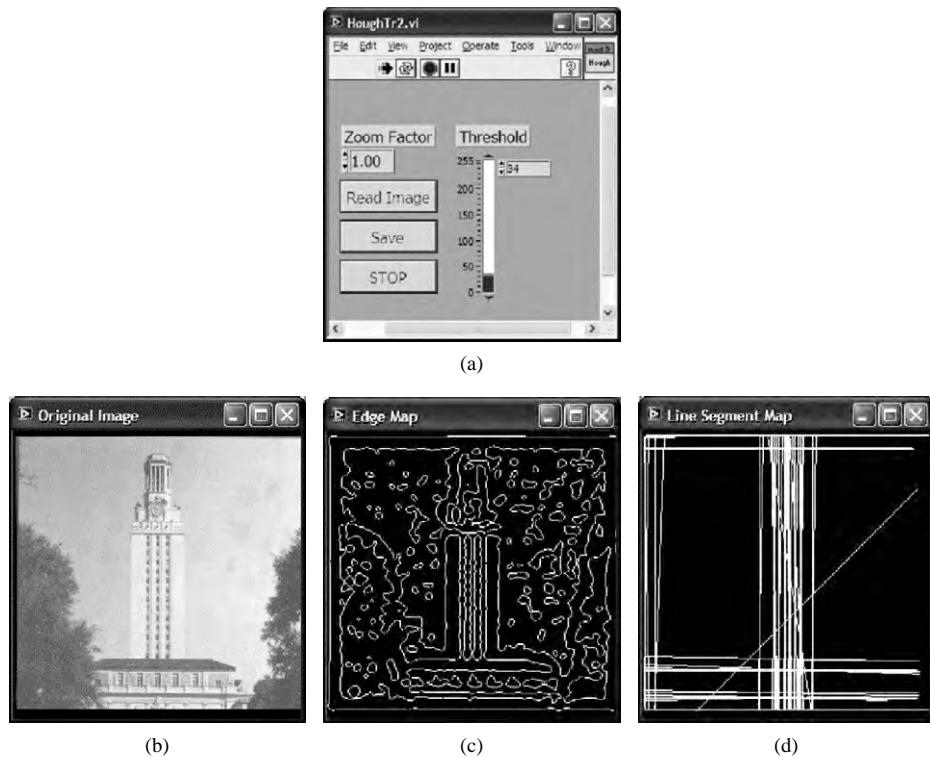 HoughTr2.vi
File Edit View Project Operate Tools Window
Hough
Zoom Factor
1.00
Read Image
Save
STOP
Threshold
34
255
200
150
100
50
0
(a)
Original Image
Edge Map
Line Segment Map
(b)
(c)
(d)